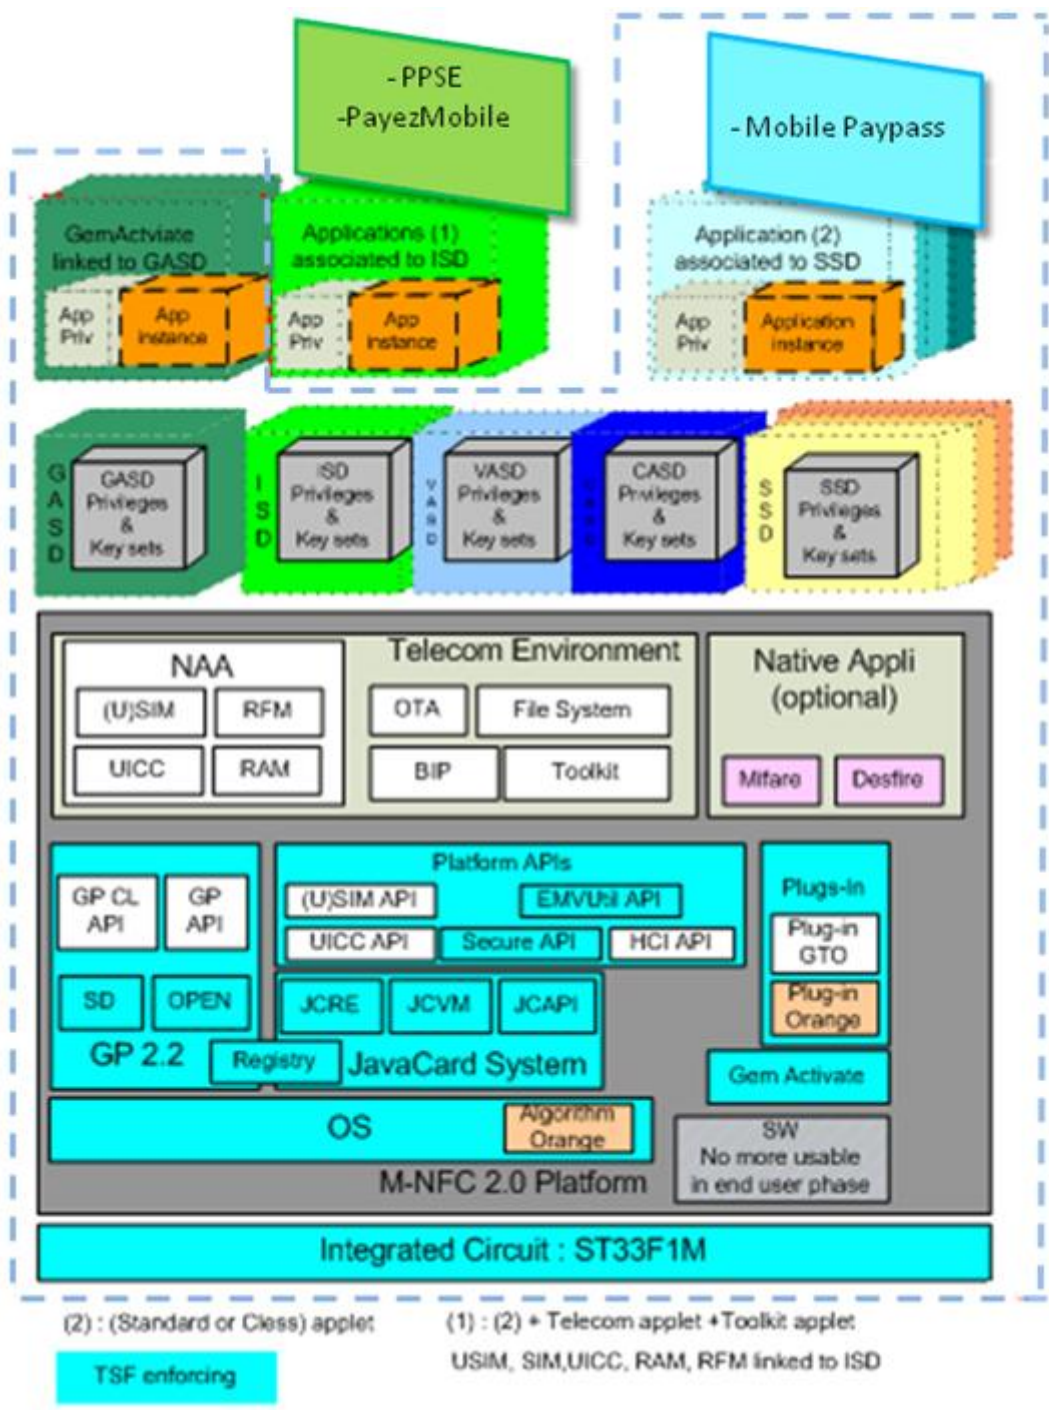 - PPSE
-PayezMobile
- Mobile Paypass
GemActviate
linked to GASD
Applications (1)
associated to ISD
Application (2)
associated to SSD
App
Priv
App
instance
App
Priv
App
instance
App
Priv
Application
instance
GASD
GASD
Privileges
&
Key sets
ISD
ISD
Privileges
&
Key sets
VASD
VASD
Privileges
&
Key sets
CASD
Privileges
&
Key sets
SSD
SSD
Privileges
&
Key sets
NAA
(U)SIM
RFM
UICC
RAM
Telecom Environment
OTA
File System
BIP
Toolkit
Native Appli
(optional)
Mifare
Desfire
GP CL
API
GP
API
SD
OPEN
GP 2.2
Registry
Platform APIs
(U)SIM API
EMVUtil API
UICC API
Secure API
HCI API
JCRE
JCVM
JCAPI
JavaCard System
Plugs-In
Plug-in
GTO
Plug-in
Orange
Gem Activate
OS
Algorithm
Orange
SW
No more usable
in end user phase
M-NFC 2.0 Platform
Integrated Circuit : ST33F1M
(2) : (Standard or Cless) applet
(1) : (2) + Telecom applet +Toolkit applet
USIM, SIM,UICC, RAM, RFM linked to ISD
TSF enforcing